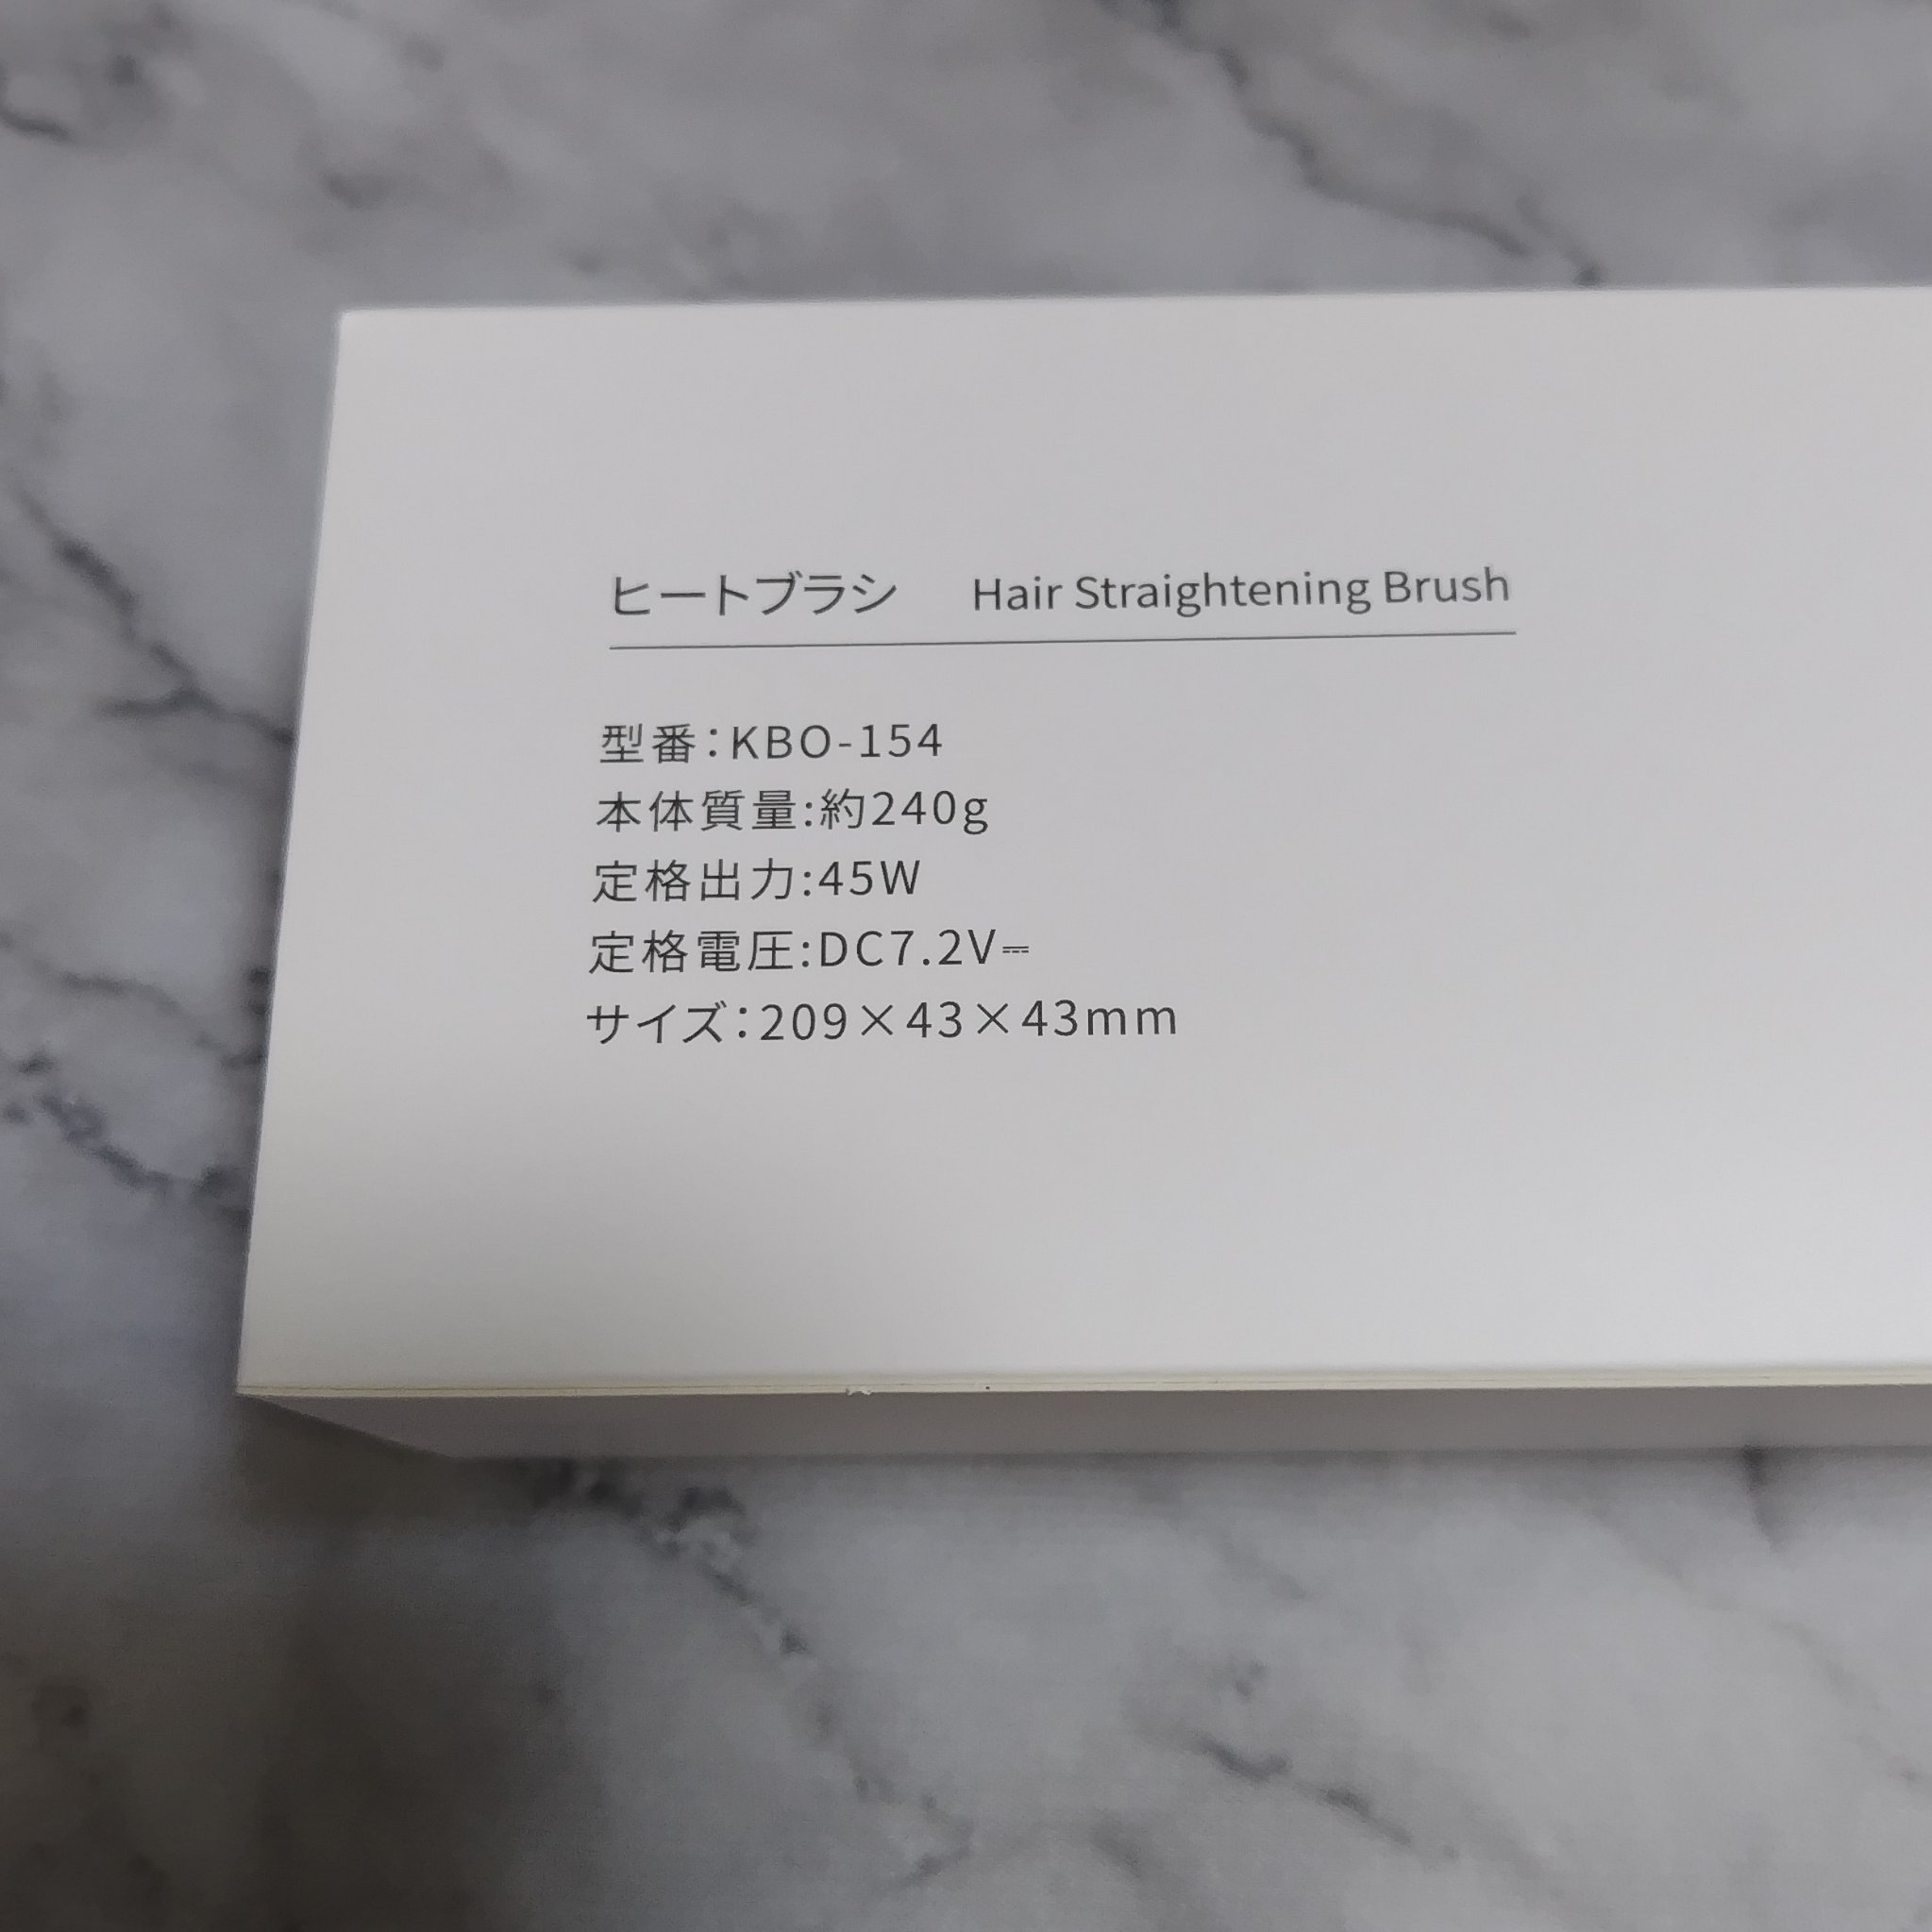 ヒートブラシ Hair Straightening Brush
型番：KBO-154
本体質量:約240g
定格出力:45W
定格電圧:DC7.2V⎓
サイズ：209×43×43mm